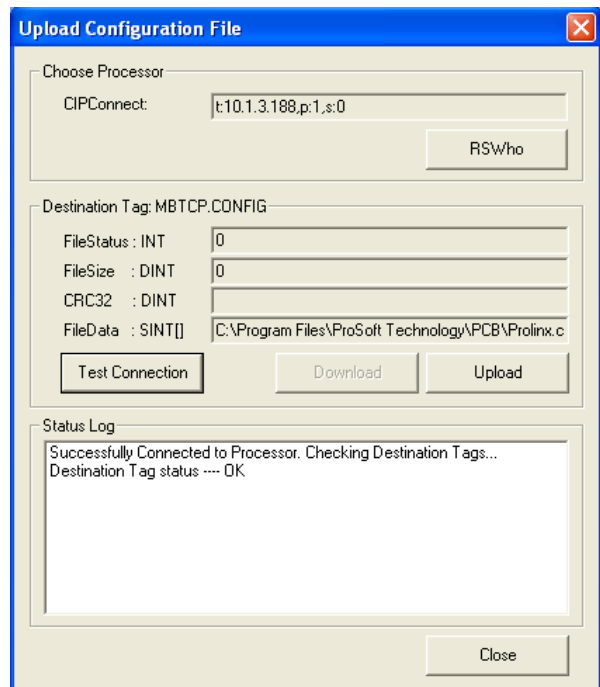 Upload Configuration File
Choose Processor
CIPConnect: t:10.1.3.188,p:1,s:0
RSWho
Destination Tag: MBTCP.CONFIG
FileStatus : INT 0
FileSize : DINT 0
CRC32 : DINT
FileData : SINT[] C:\Program Files\ProSoft Technology\PCB\Prolinx.c
Test Connection Download Upload
Status Log
Successfully Connected to Processor. Checking Destination Tags...
Destination Tag status ---- OK
Close